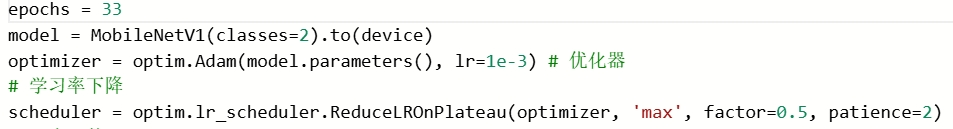 epochs = 33
model = MobileNetV1(classes=2).to(device)
optimizer = optim.Adam(model.parameters(), lr=1e-3) # 优化器
# 学习率下降
scheduler = optim.lr_scheduler.ReduceLROnPlateau(optimizer, 'max', factor=0.5, patience=2)